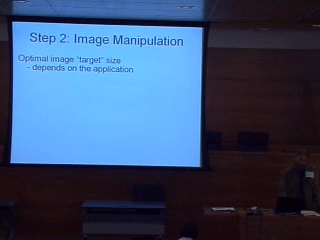 Step 2: Image Manipulation
Optimal image "target" size
- depends on the application